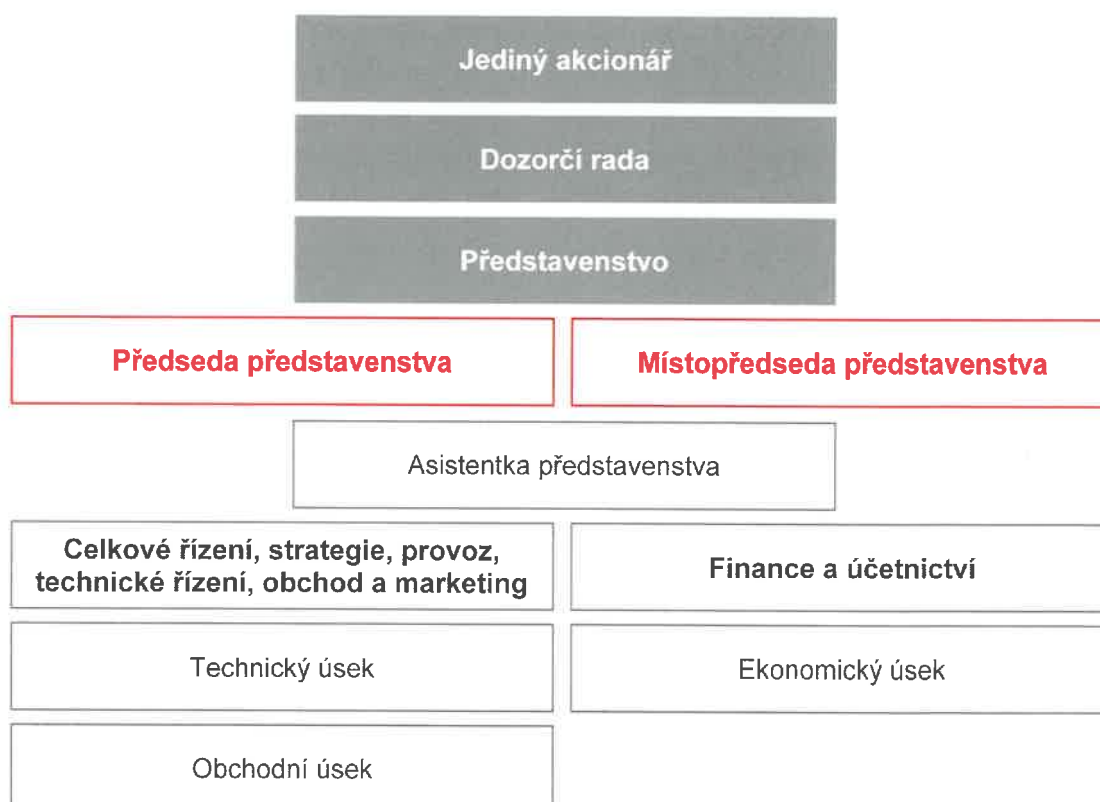 Jediný akcionář
Dozorčí rada
Představenstvo
Předseda představenstva
Místopředseda představenstva
Asistentka představenstva
Celkové řízení, strategie, provoz,
technické řízení, obchod a marketing
Finance a účetnictví
Technický úsek
Ekonomický úsek
Obchodní úsek